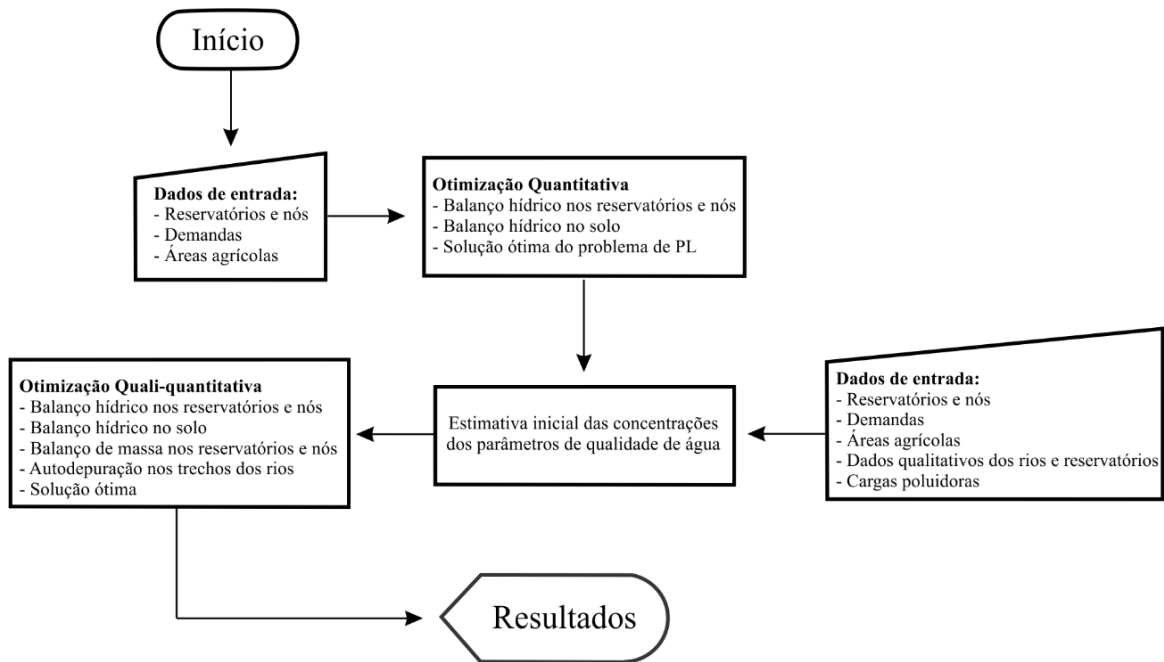 Início
Dados de entrada:
- Reservatórios e nós
- Demandas
- Áreas agrícolas
Otimização Quantitativa
- Balanço hídrico nos reservatórios e nós
- Balanço hídrico no solo
- Solução ótima do problema de PL
Dados de entrada:
- Reservatórios e nós
- Demandas
- Áreas agrícolas
- Dados qualitativos dos rios e reservatórios
- Cargas poluidoras
Estimativa inicial das concentrações
dos parâmetros de qualidade de água
Otimização Quali-quantitativa
- Balanço hídrico nos reservatórios e nós
- Balanço hídrico no solo
- Balanço de massa nos reservatórios e nós
- Autodepuração nos trechos dos rios
- Solução ótima
Resultados